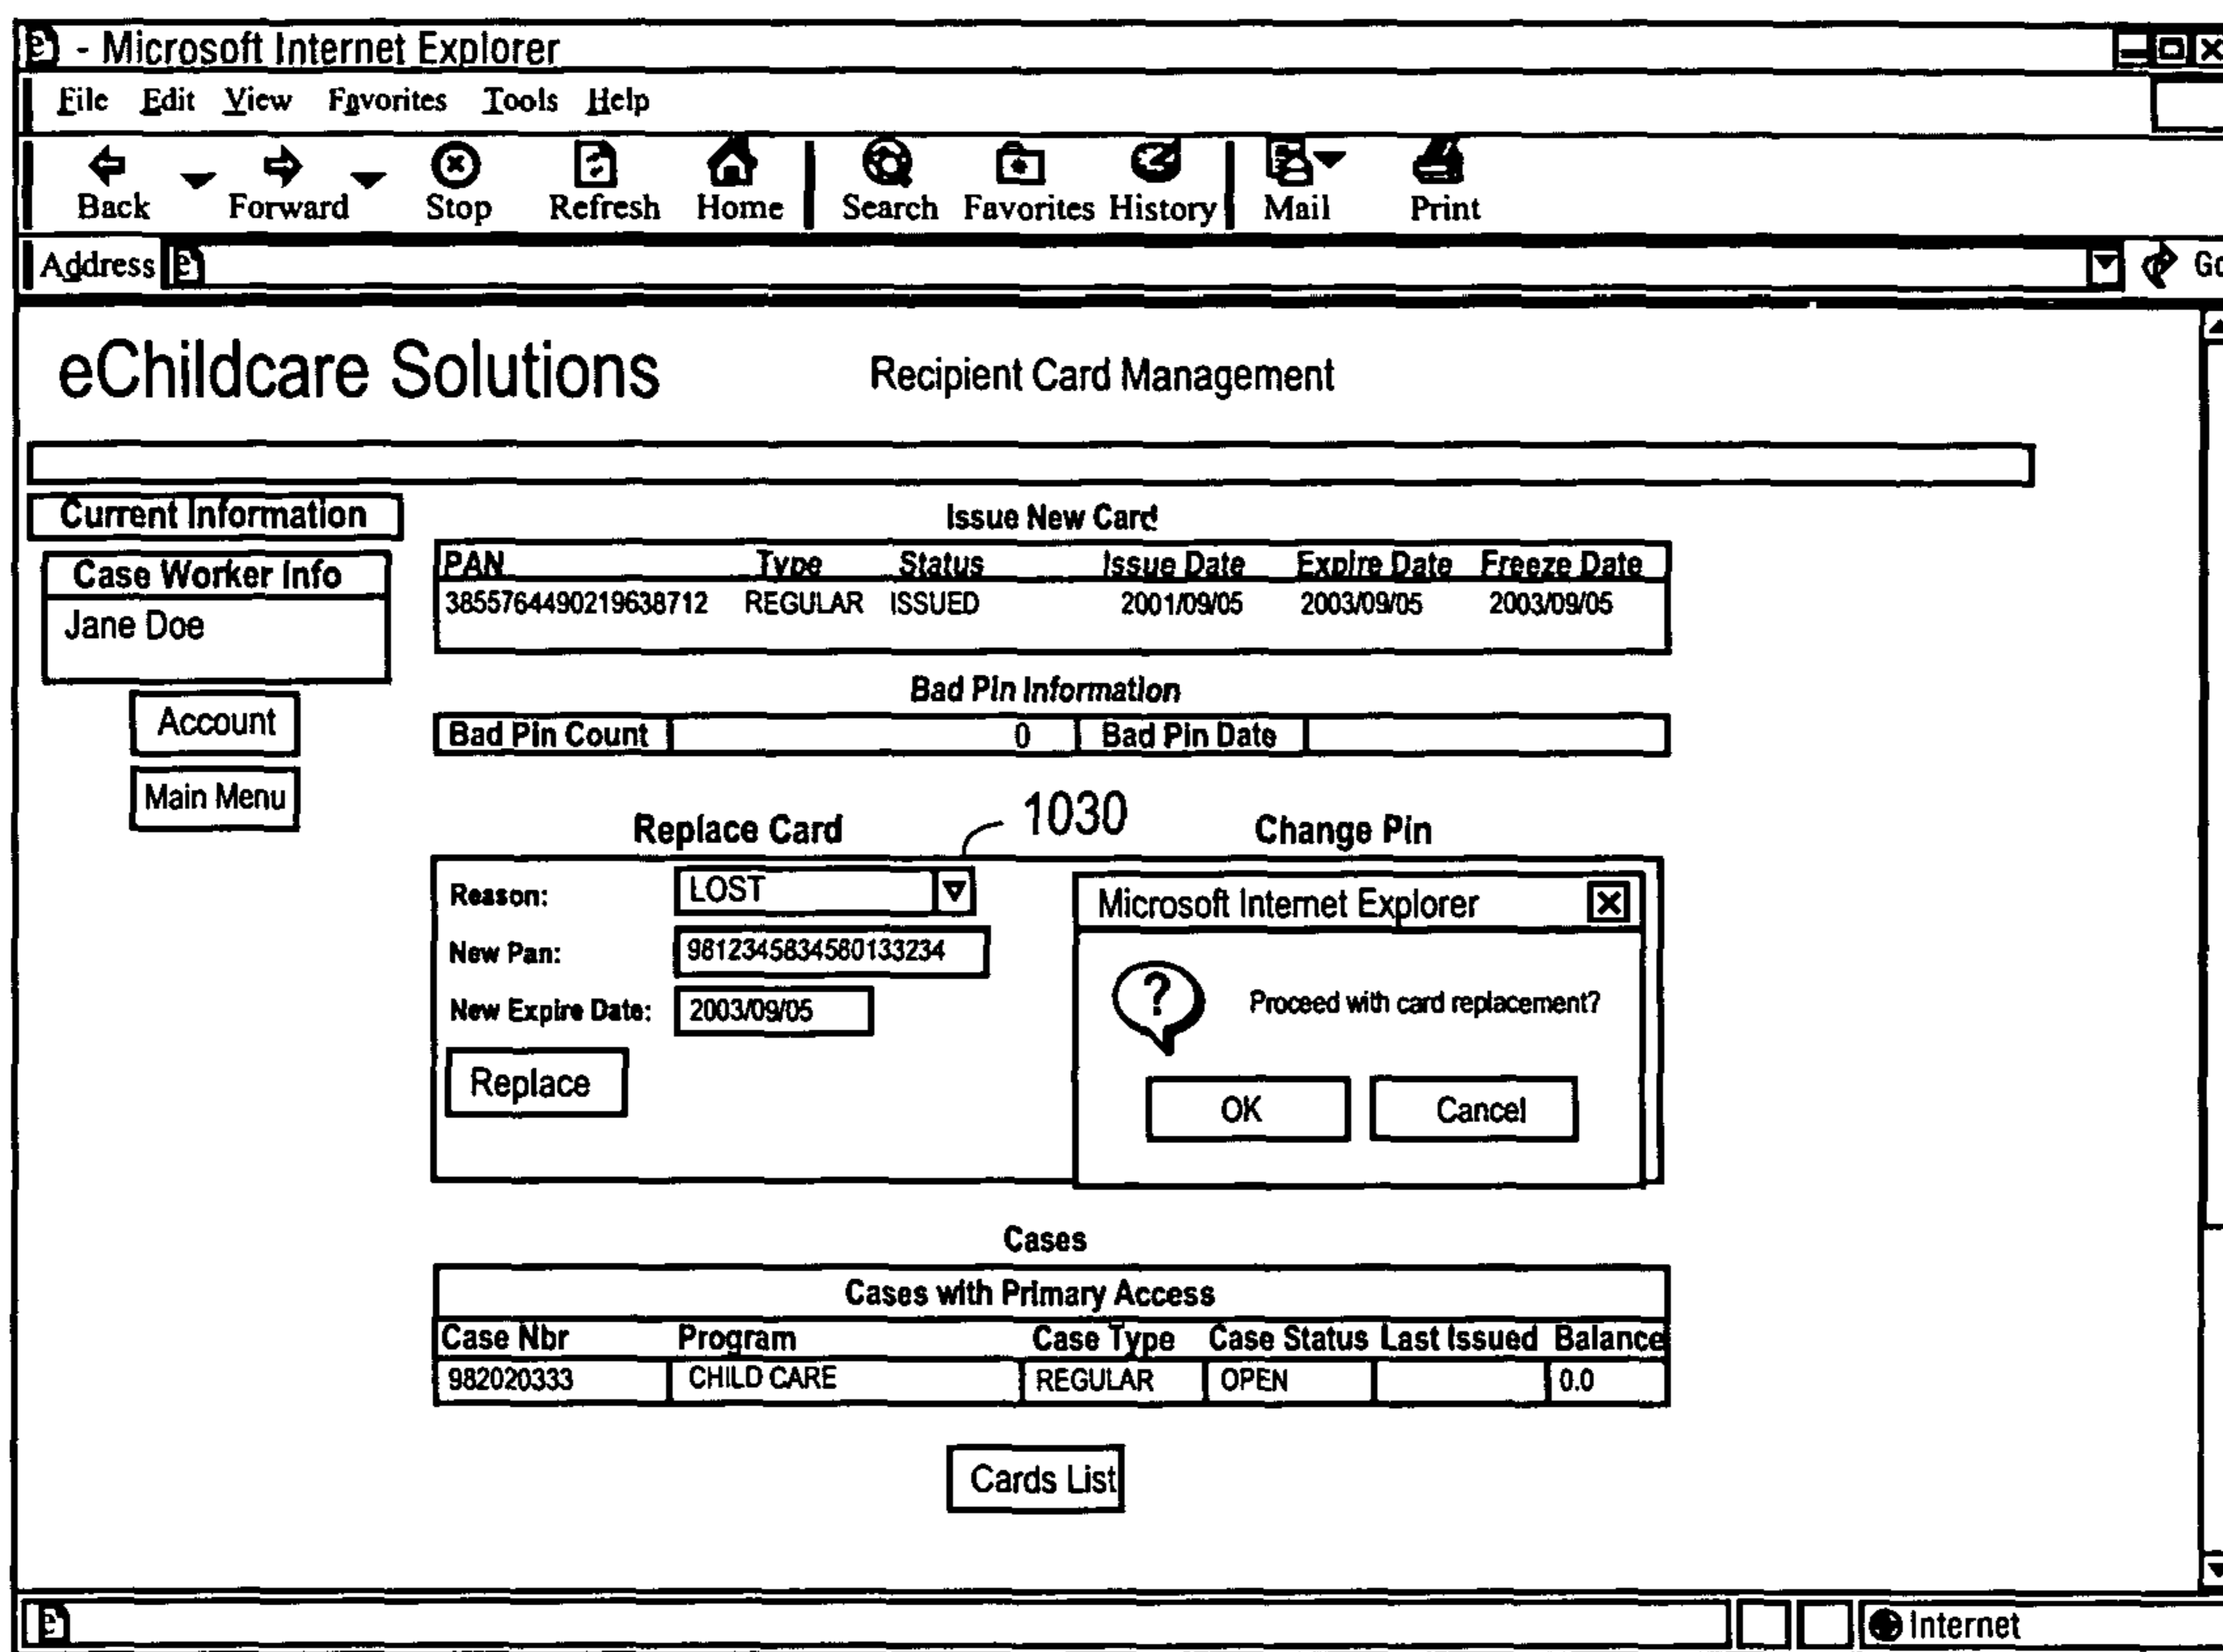 - Microsoft Internet Explorer
File Edit View Favorites Tools Help
Back Forward Stop Refresh Home Search Favorites History Mail Print
Address Go
eChildcare Solutions Recipient Card Management
Current Information
Issue New Card
Case Worker Info
Jane Doe
PAN Type Status Issue Date Expire Date Freeze Date
3855764490219638712 REGULAR ISSUED 2001/09/05 2003/09/05 2003/09/05
Account
Main Menu
Bad Pin Information
Bad Pin Count 0 Bad Pin Date
Replace Card 1030 Change Pin
Reason: LOST
New Pan: 9812345834580133234
New Expire Date: 2003/09/05
Replace
Microsoft Internet Explorer
? Proceed with card replacement?
OK Cancel
Cases
Cases with Primary Access
Case Nbr Program Case Type Case Status Last Issued Balance
982020333 CHILD CARE REGULAR OPEN 0.0
Cards List
Internet